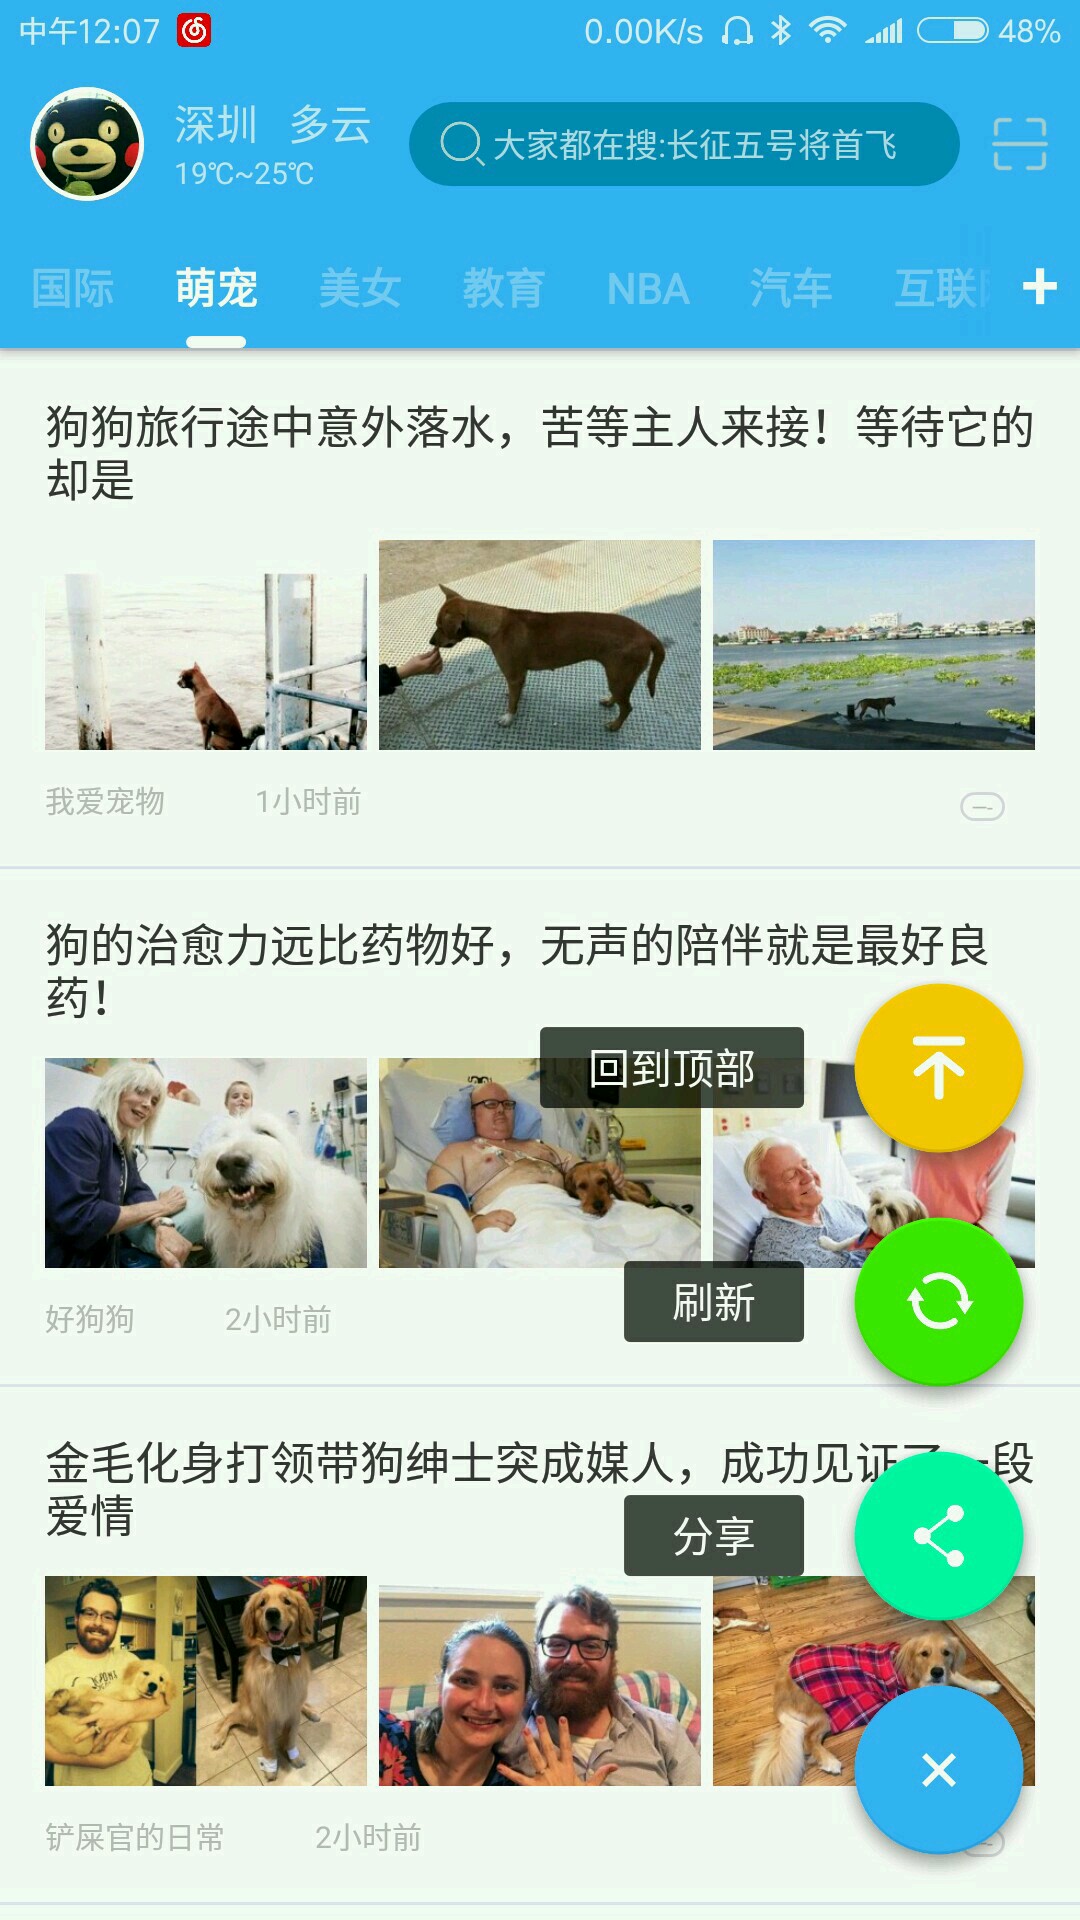 中午12:07
0.00K/s
48%
深圳 多云
19℃~25℃
大家都在搜:长征五号将首飞
国际 萌宠 美女 教育 NBA 汽车 互联
狗狗旅行途中意外落水，苦等主人来接！等待它的
却是
我爱宠物 1小时前
狗的治愈力远比药物好，无声的陪伴就是最好良
药！
回到顶部
好狗狗 2小时前
刷新
金毛化身打领带狗绅士突成媒人，成功见证了一段
爱情
分享
铲屎官的日常 2小时前